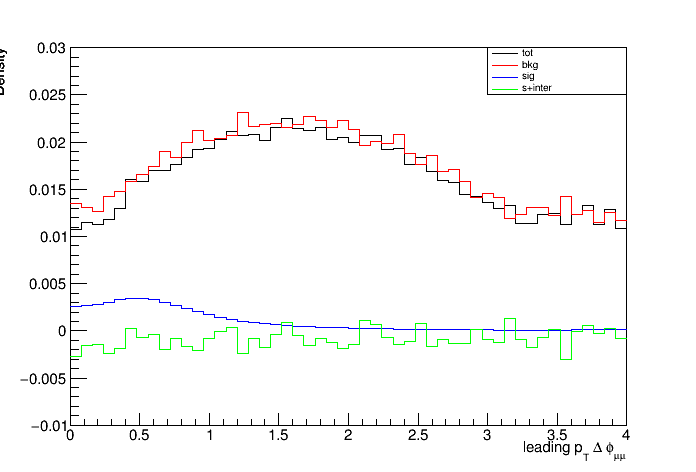 Density
0.03
0.025
0.02
0.015
0.01
0.005
0
−0.005
−0.01
tot
bkg
sig
s+inter
0 0.5 1 1.5 2 2.5 3 3.5 4
leading p_T Δ ϕ_μμ